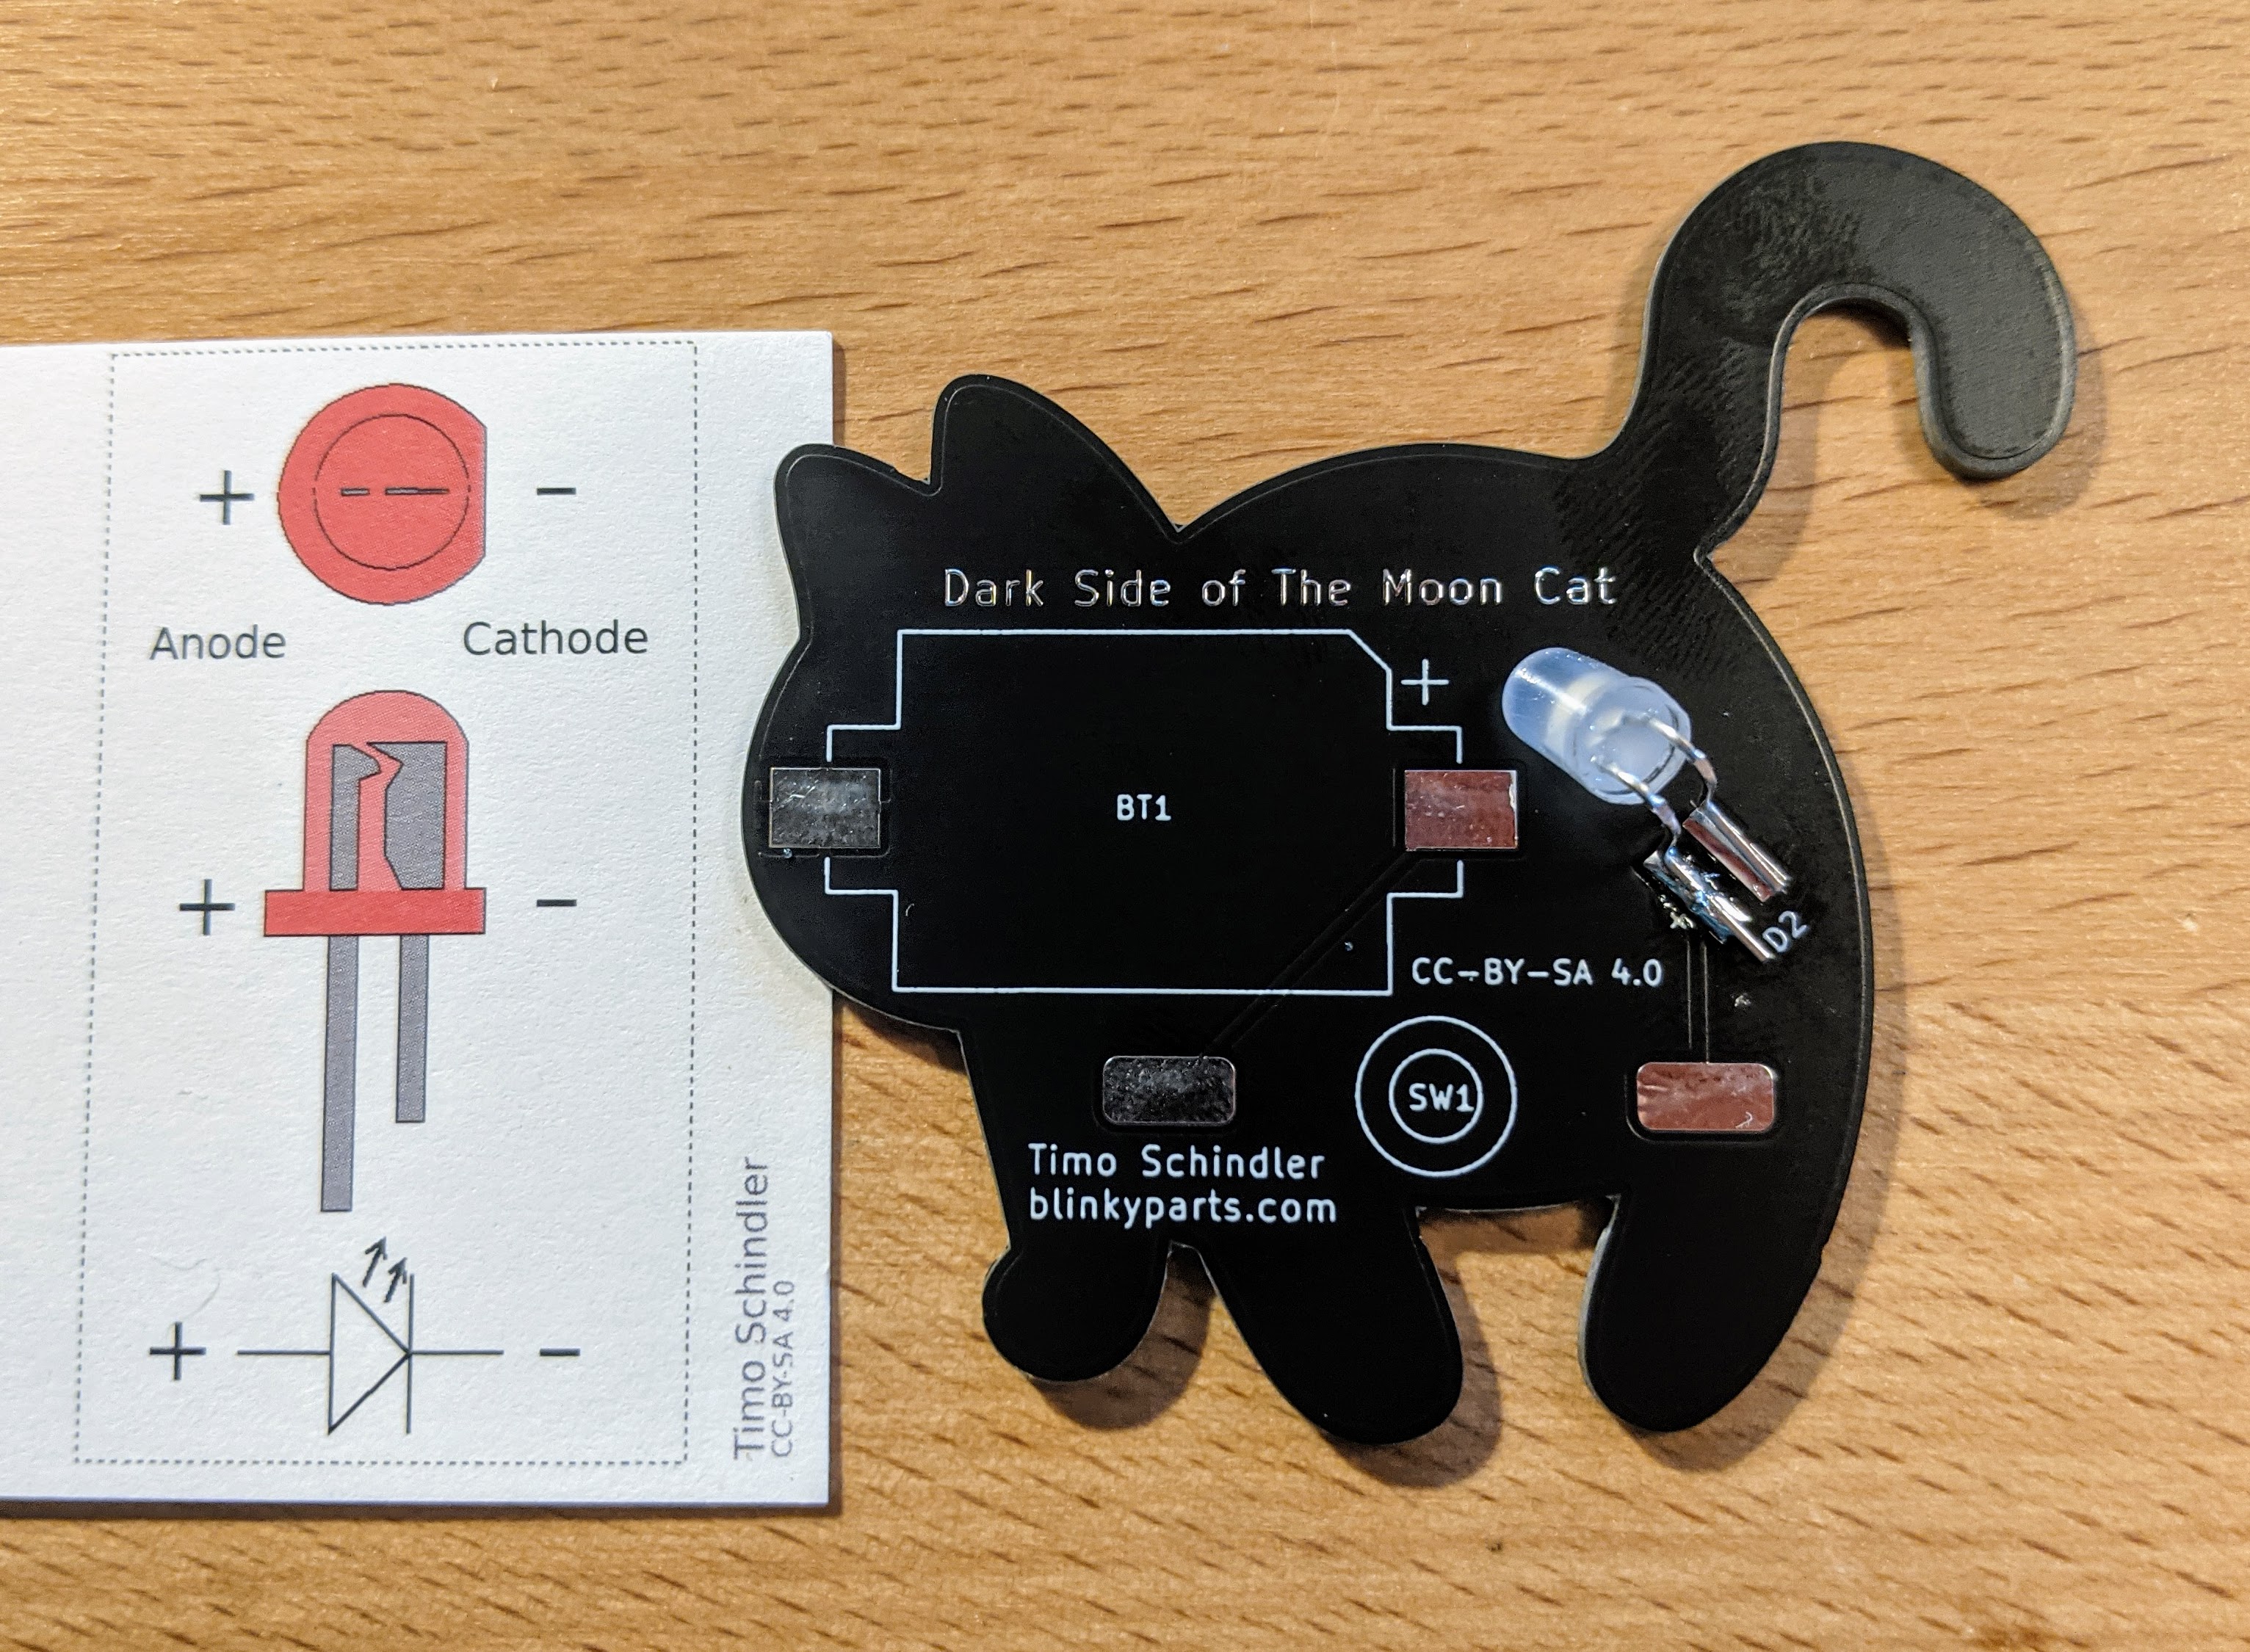 + -
Anode Cathode
+ -
+ -
Timo Schindler
CC-BY-SA 4.0
Dark Side of The Moon Cat
+
BT1
+
D2
CC-BY-SA 4.0
SW1
Timo Schindler
blinkyparts.com